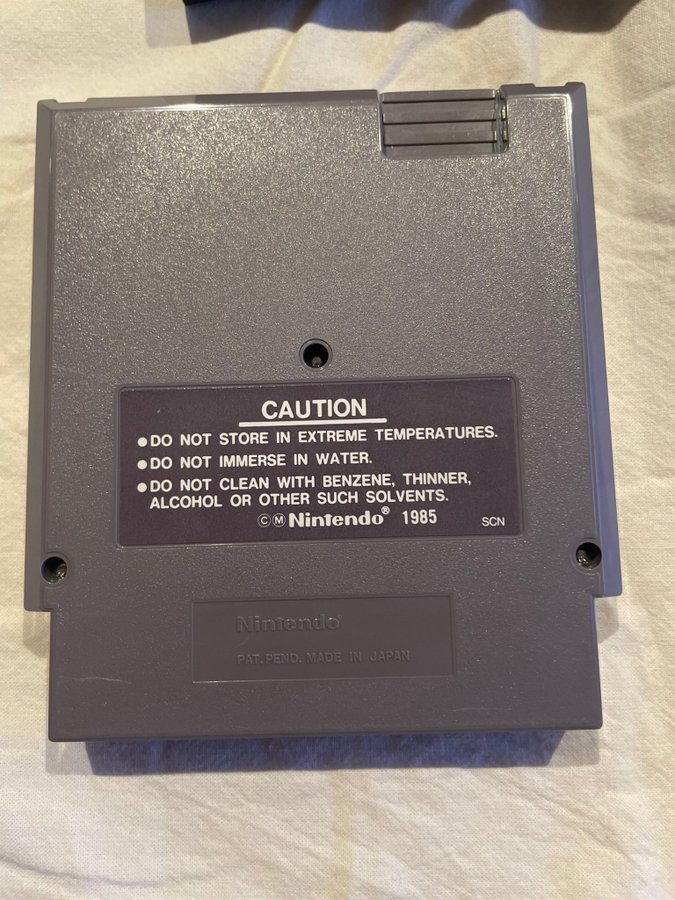 CAUTION
●DO NOT STORE IN EXTREME TEMPERATURES.
●DO NOT IMMERSE IN WATER.
●DO NOT CLEAN WITH BENZENE, THINNER,
ALCOHOL OR OTHER SUCH SOLVENTS.
©Ⓜ Nintendo® 1985 SCN
Nintendo®
PAT. PEND. MADE IN JAPAN